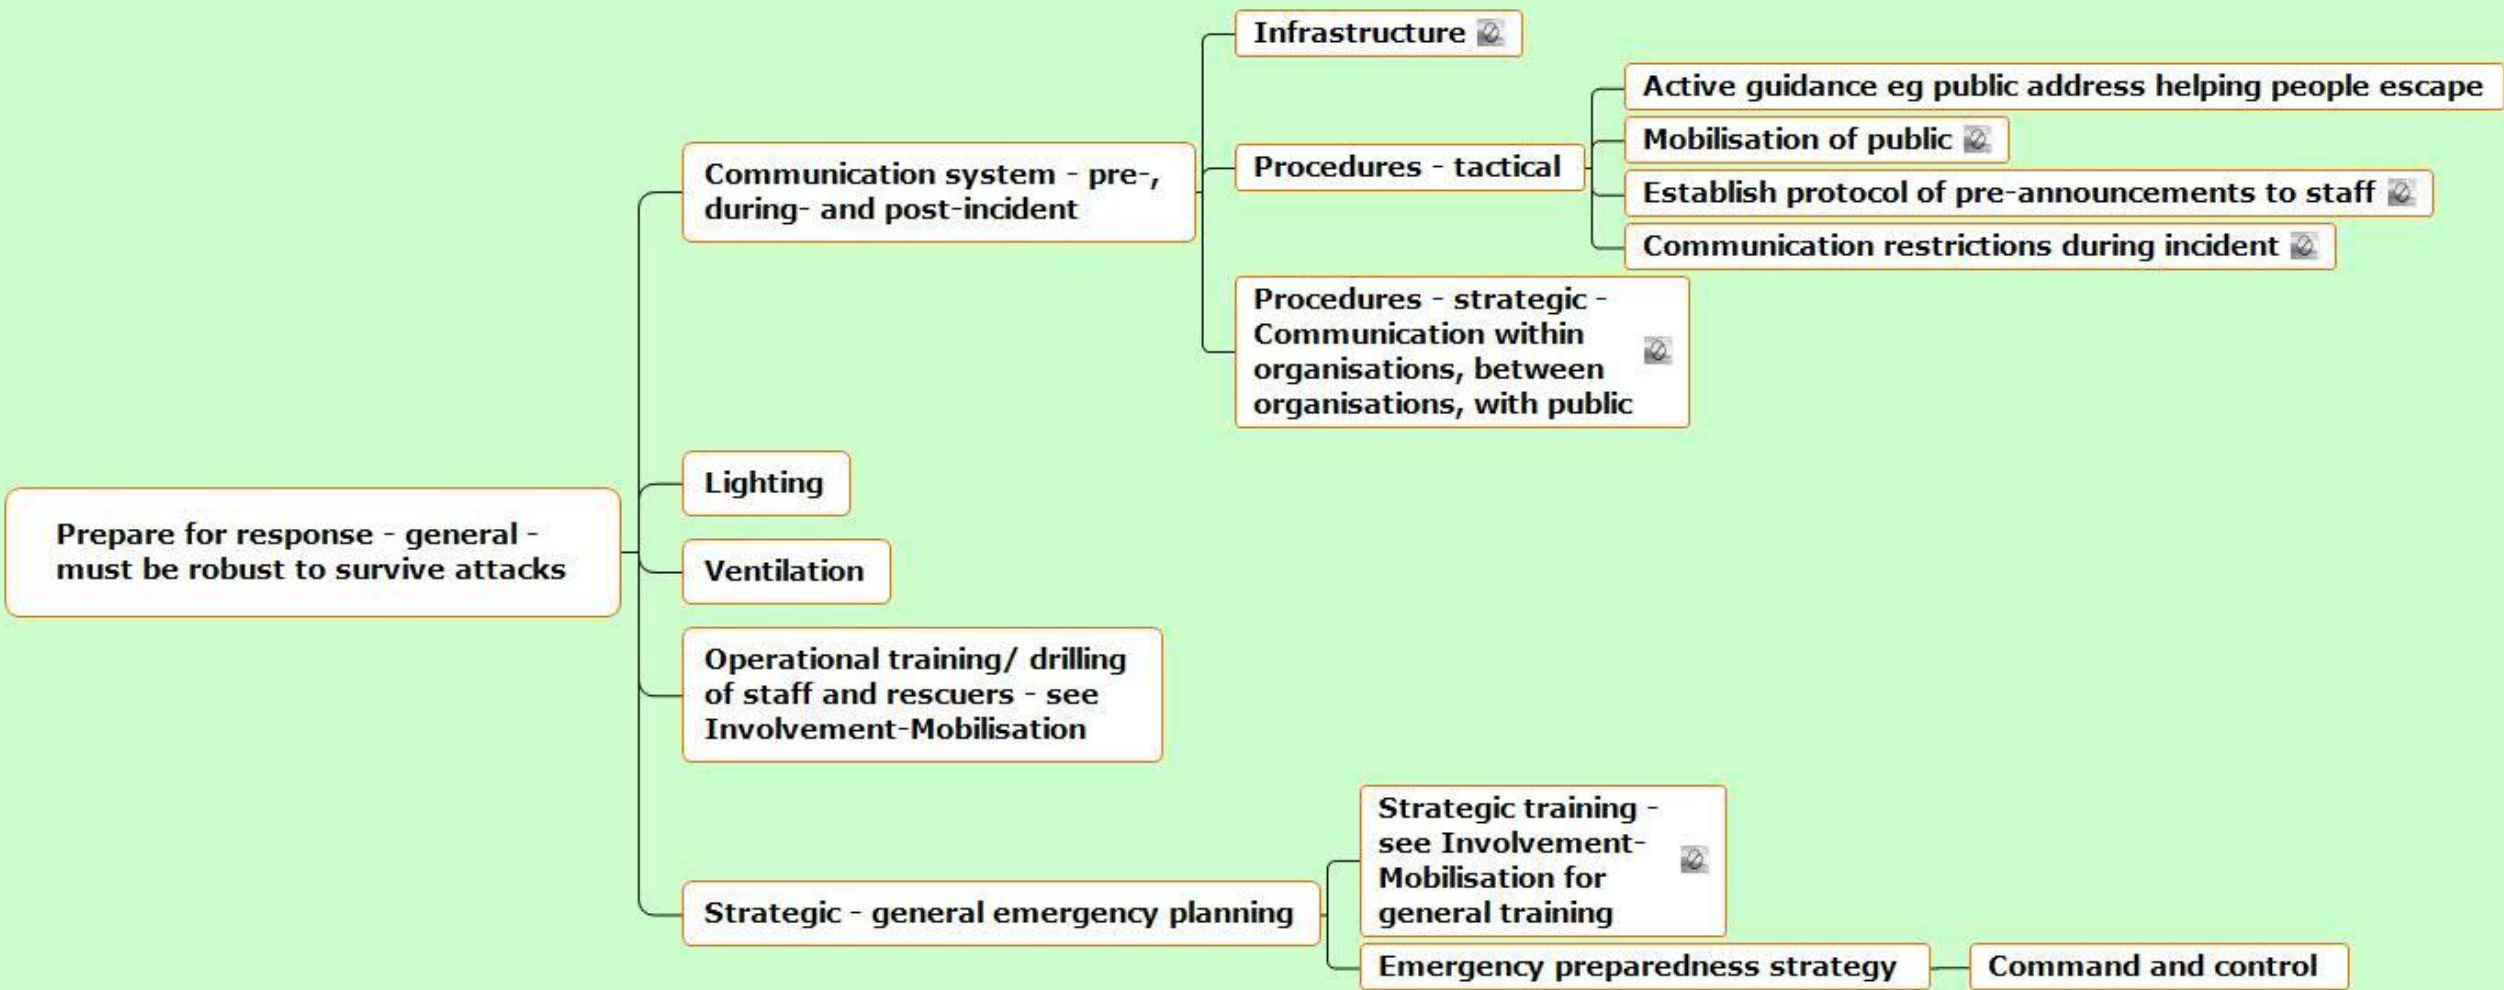 Infrastructure
Active guidance eg public address helping people escape
Mobilisation of public
Communication system - pre-,
during- and post-incident
Procedures - tactical
Establish protocol of pre-announcements to staff
Communication restrictions during incident
Procedures - strategic -
Communication within
organisations, between
organisations, with public
Lighting
Prepare for response - general -
must be robust to survive attacks
Ventilation
Operational training/ drilling
of staff and rescuers - see
Involvement-Mobilisation
Strategic training -
see Involvement-
Mobilisation for
general training
Strategic - general emergency planning
Emergency preparedness strategy
Command and control